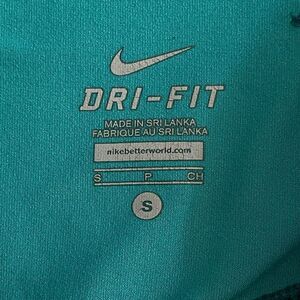 DRI-FIT
MADE IN SRI LANKA
FABRIQUE AU SRI LANKA
nikebetterworld.com
S P CH
S